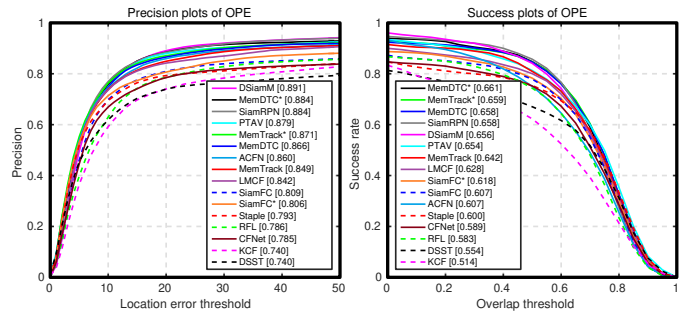 Precision plots of OPE
1
0.8
0.6
0.4
0.2
0
Precision
DSiamM [0.891]
MemDTC* [0.884]
SiamRPN [0.884]
PTAV [0.879]
MemTrack* [0.871]
MemDTC [0.866]
ACFN [0.860]
MemTrack [0.849]
LMCF [0.842]
SiamFC [0.809]
SiamFC* [0.806]
Staple [0.793]
RFL [0.786]
CFNet [0.785]
KCF [0.740]
DSST [0.740]
0 10 20 30 40 50
Location error threshold
Success plots of OPE
1
0.8
0.6
0.4
0.2
0
Success rate
MemDTC* [0.661]
MemTrack* [0.659]
MemDTC [0.658]
SiamRPN [0.658]
DSiamM [0.656]
PTAV [0.654]
MemTrack [0.642]
LMCF [0.628]
SiamFC* [0.618]
SiamFC [0.607]
ACFN [0.607]
Staple [0.600]
CFNet [0.589]
RFL [0.583]
DSST [0.554]
KCF [0.514]
0 0.2 0.4 0.6 0.8 1
Overlap threshold